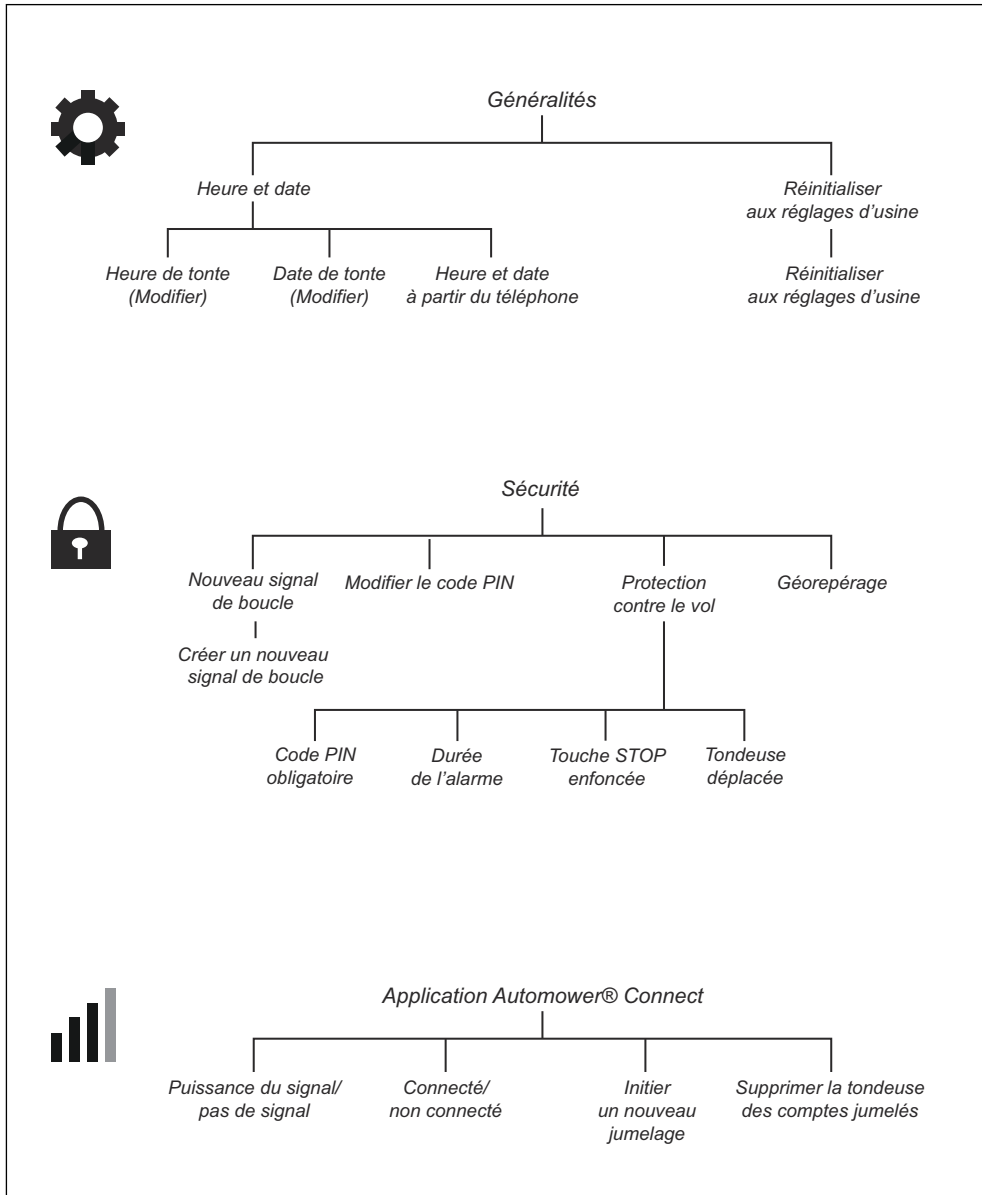 Généralités
Heure et date
Réinitialiser
aux réglages d'usine
Heure de tonte
(Modifier)
Date de tonte
(Modifier)
Heure et date
à partir du téléphone
Réinitialiser
aux réglages d'usine
Sécurité
Nouveau signal
de boucle
Modifier le code PIN
Protection
contre le vol
Géorepérage
Créer un nouveau
signal de boucle
Code PIN
obligatoire
Durée
de l'alarme
Touche STOP
enfoncée
Tondeuse
déplacée
Application Automower® Connect
Puissance du signal/
pas de signal
Connecté/
non connecté
Initier
un nouveau
jumelage
Supprimer la tondeuse
des comptes jumelés